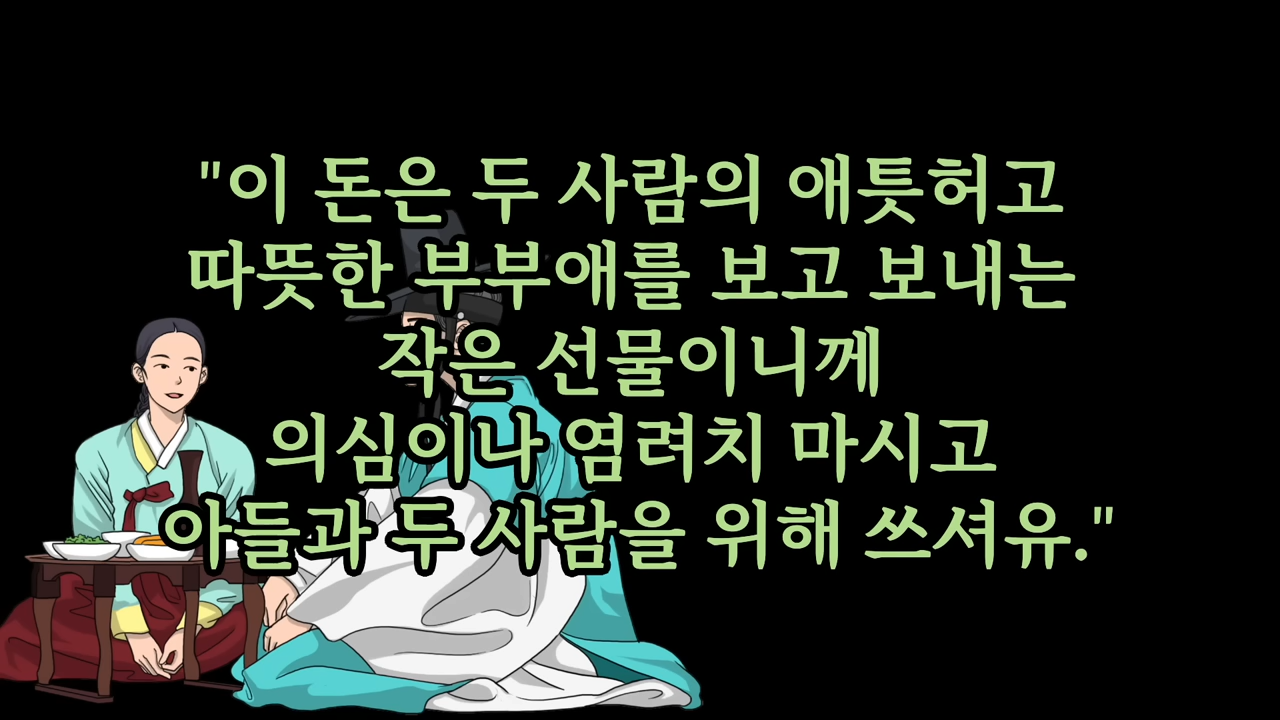 "이 돈은 두 사람의 애틋허고
따뜻한 부부애를 보고 보내는
작은 선물이니께
의심이나 염려치 마시고
아들과 두 사람을 위해 쓰셔유."